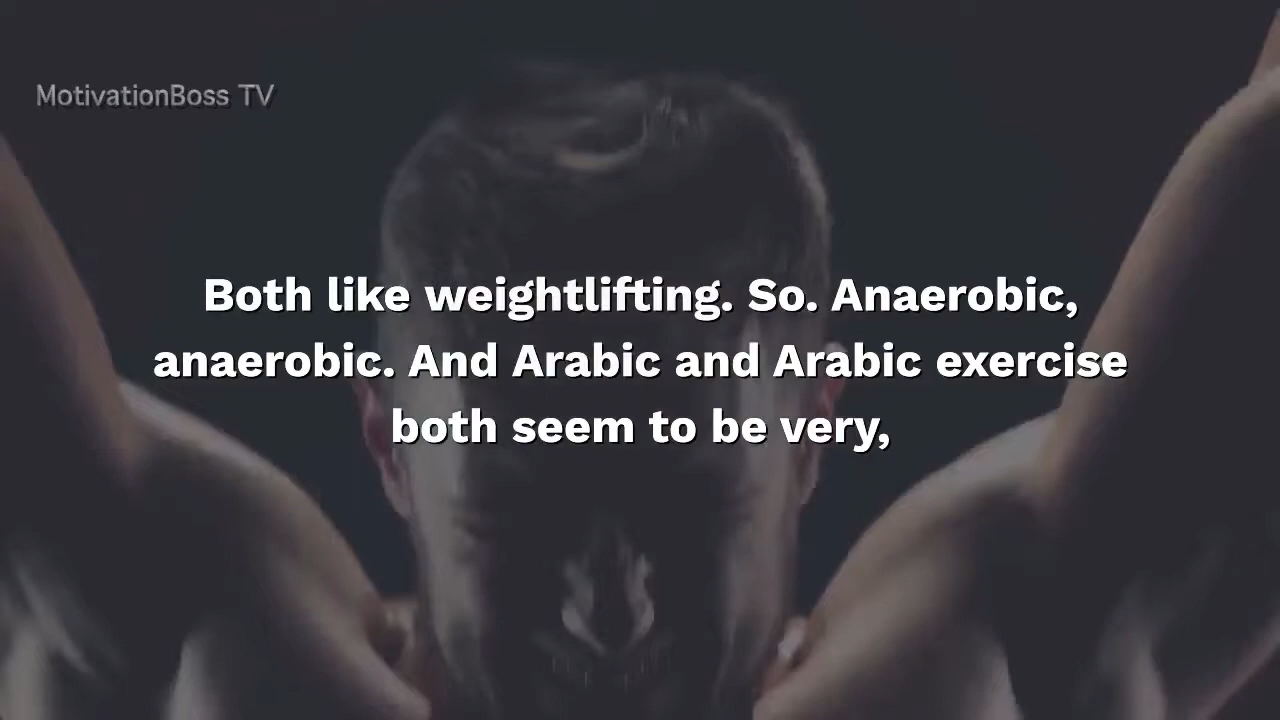 MotivationBoss TV
Both like weightlifting. So. Anaerobic,
anaerobic. And Arabic and Arabic exercise
both seem to be very,